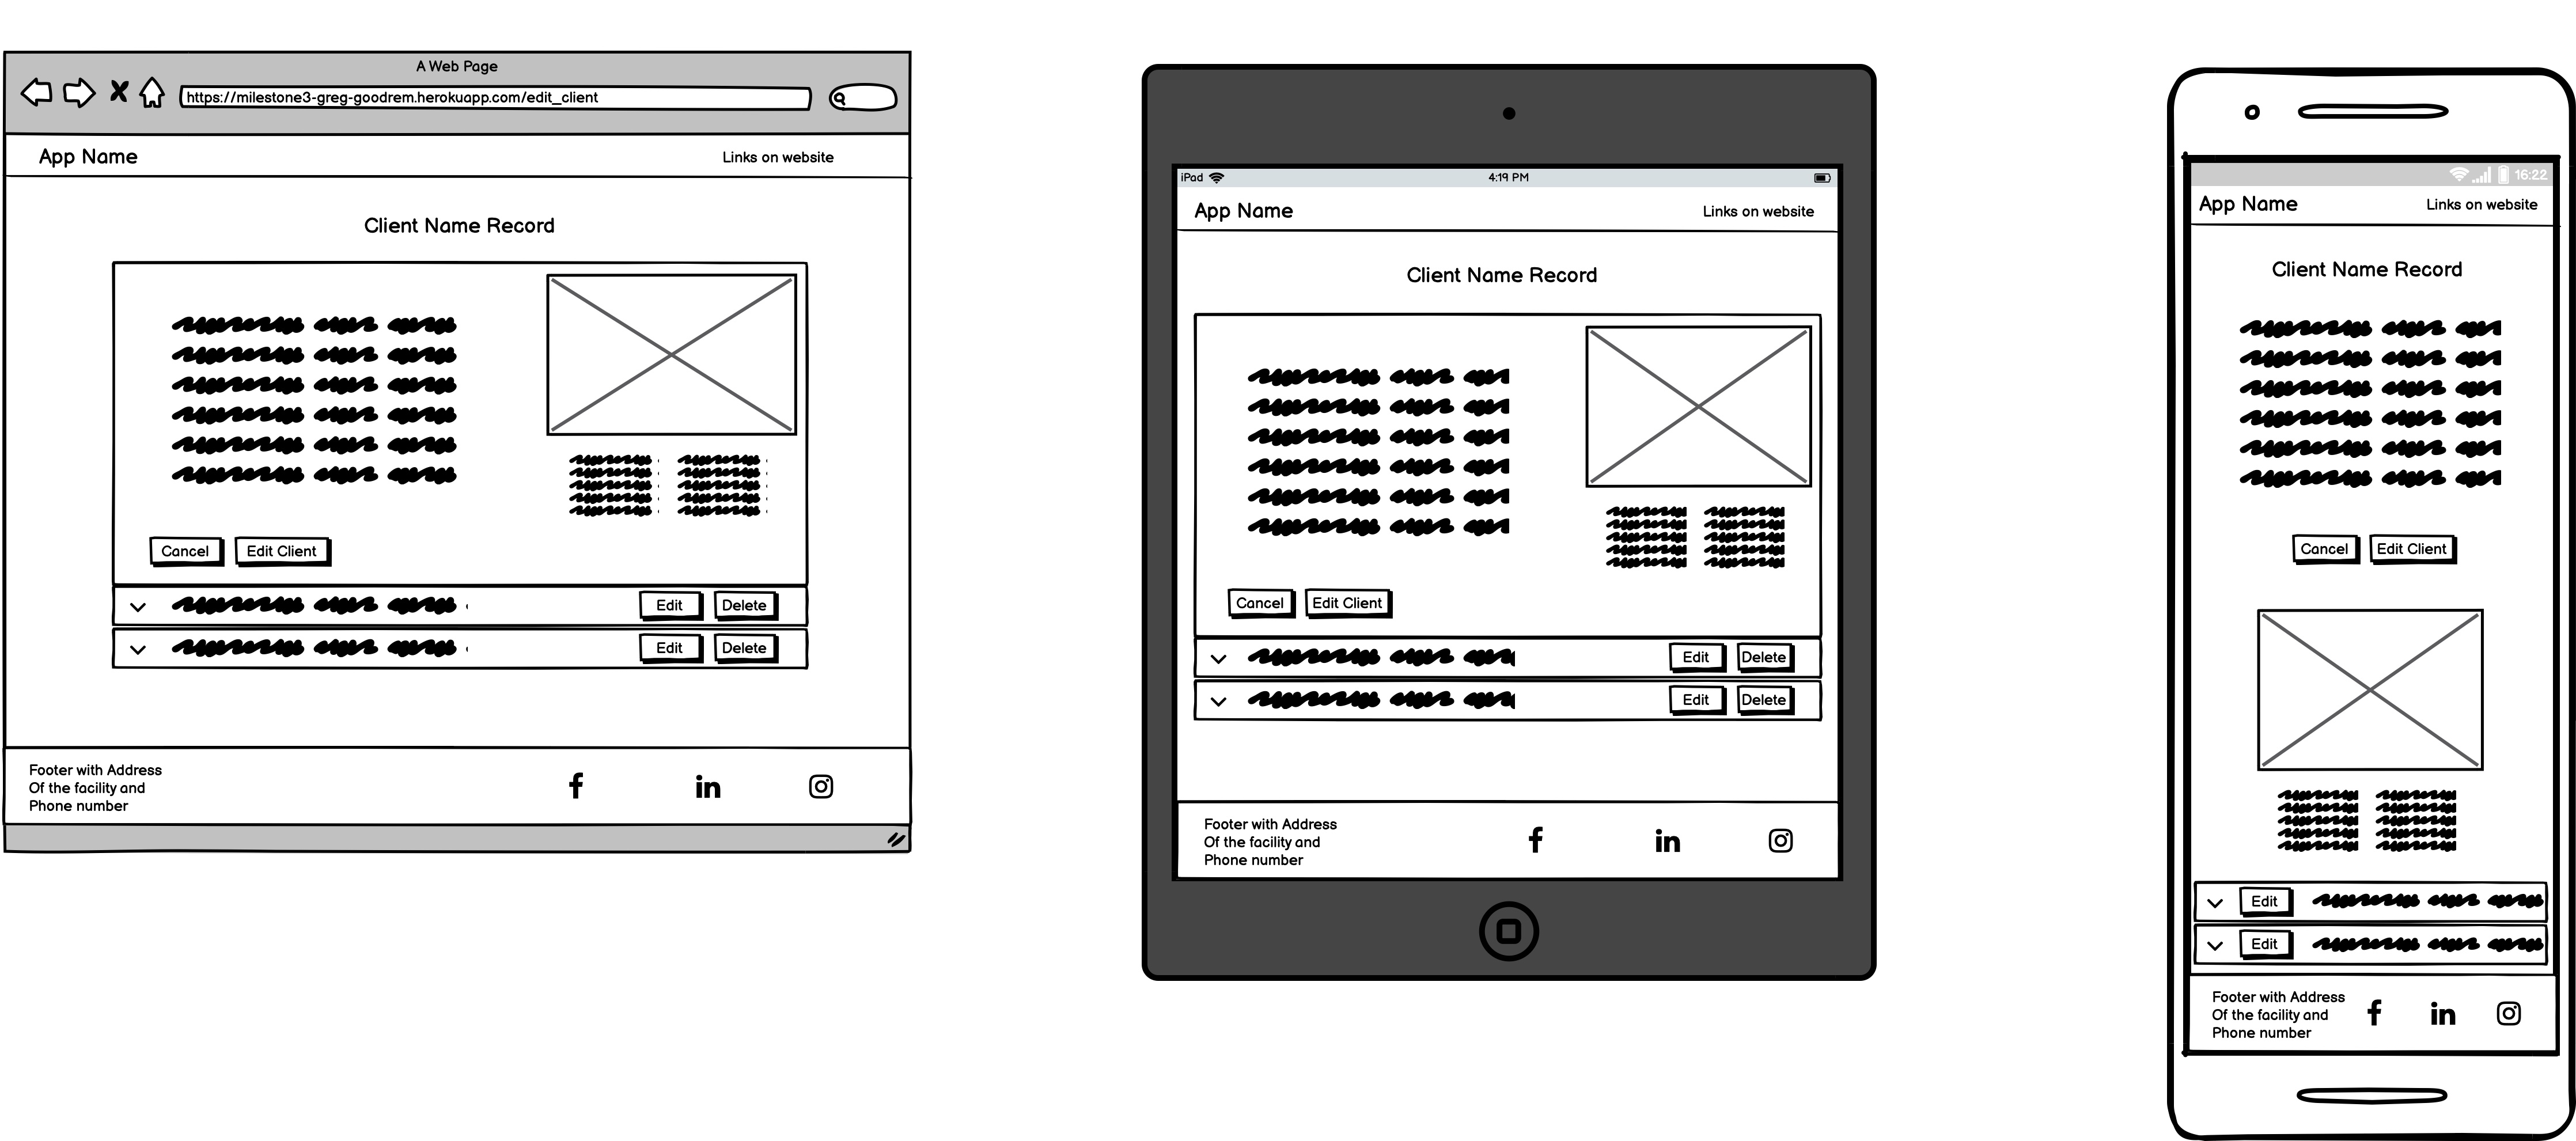 A Web Page
https://milestone3-greg-goodrem.herokuapp.com/edit_client
App Name
Links on website
Client Name Record
Cancel
Edit Client
Edit
Delete
Edit
Delete
Footer with Address
Of the facility and
Phone number
iPad
4:19 PM
App Name
Links on website
Client Name Record
Cancel
Edit Client
Edit
Delete
Edit
Delete
Footer with Address
Of the facility and
Phone number
16:22
App Name
Links on website
Client Name Record
Cancel
Edit Client
Edit
Edit
Footer with Address
Of the facility and
Phone number